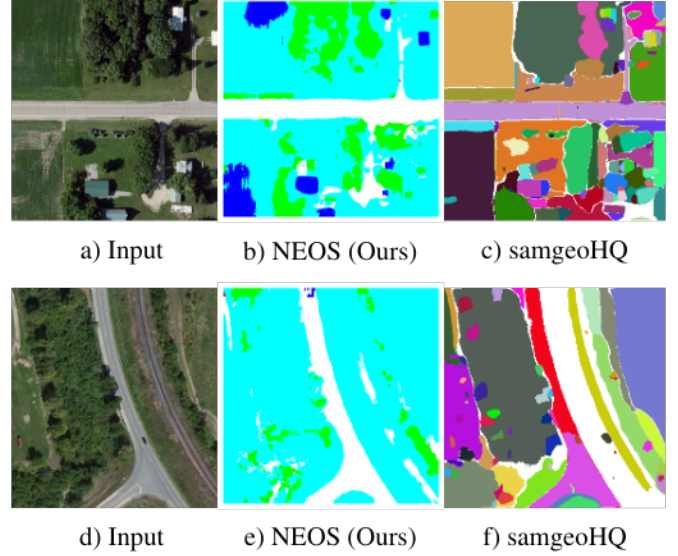 a) Input
b) NEOS (Ours)
c) samgeoHQ
d) Input
e) NEOS (Ours)
f) samgeoHQ